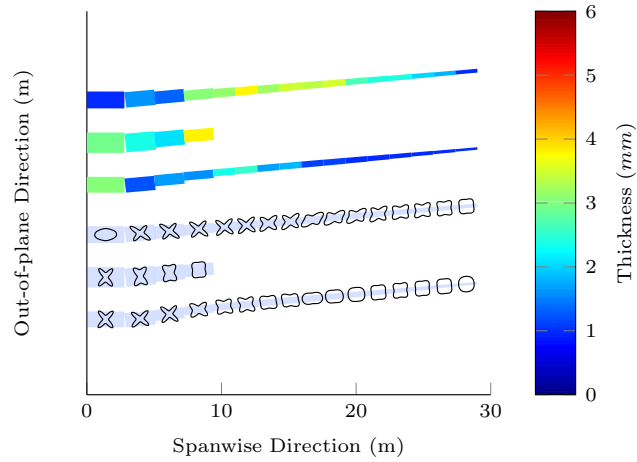 Out-of-plane Direction (m)
0 10 20 30
Spanwise Direction (m)
6
5
4
3
2
1
0
Thickness (mm)